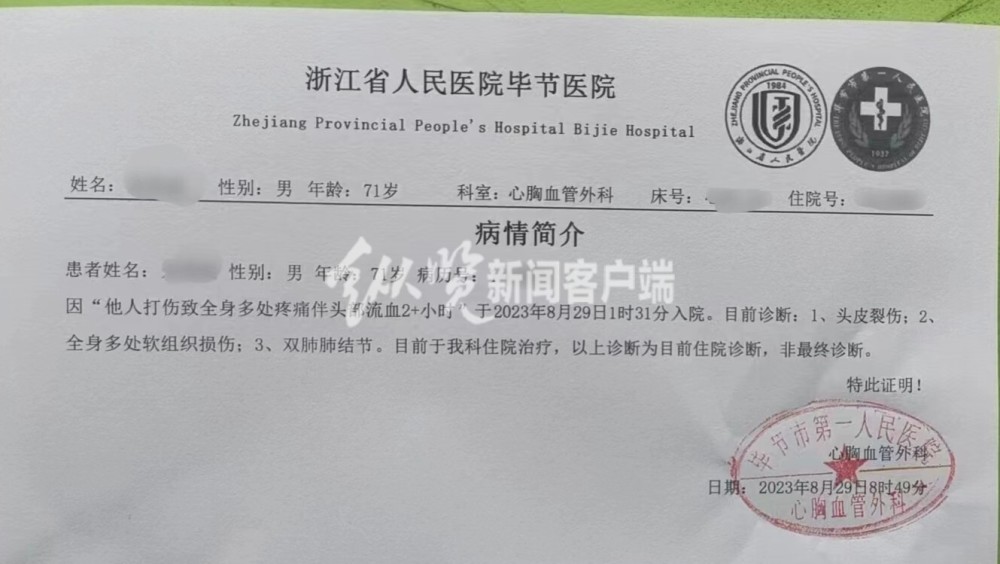 浙江省人民医院毕节医院
Zhejiang Provincial People's Hospital Bijie Hospital
ZHEJIANG PROVINCIAL PEOPLE'S HOSPITAL
1984
浙江省人民医院
毕节市第一人民医院
1937
姓名: 性别: 男 年龄: 71岁 科室: 心胸血管外科 床号: 住院号:
病情简介
患者姓名: 性别: 男 年龄: 71岁 病历号:
纵览新闻客户端
因“他人打伤致全身多处疼痛伴头部流血2+小时”于2023年8月29日1时31分入院。目前诊断: 1、头皮裂伤; 2、
全身多处软组织损伤; 3、双肺肺结节。目前于我科住院治疗, 以上诊断为目前住院诊断, 非最终诊断。
特此证明!
毕节市第一人民医院
心胸血管外科
日期: 2023年8月29日8时49分
心胸血管外科